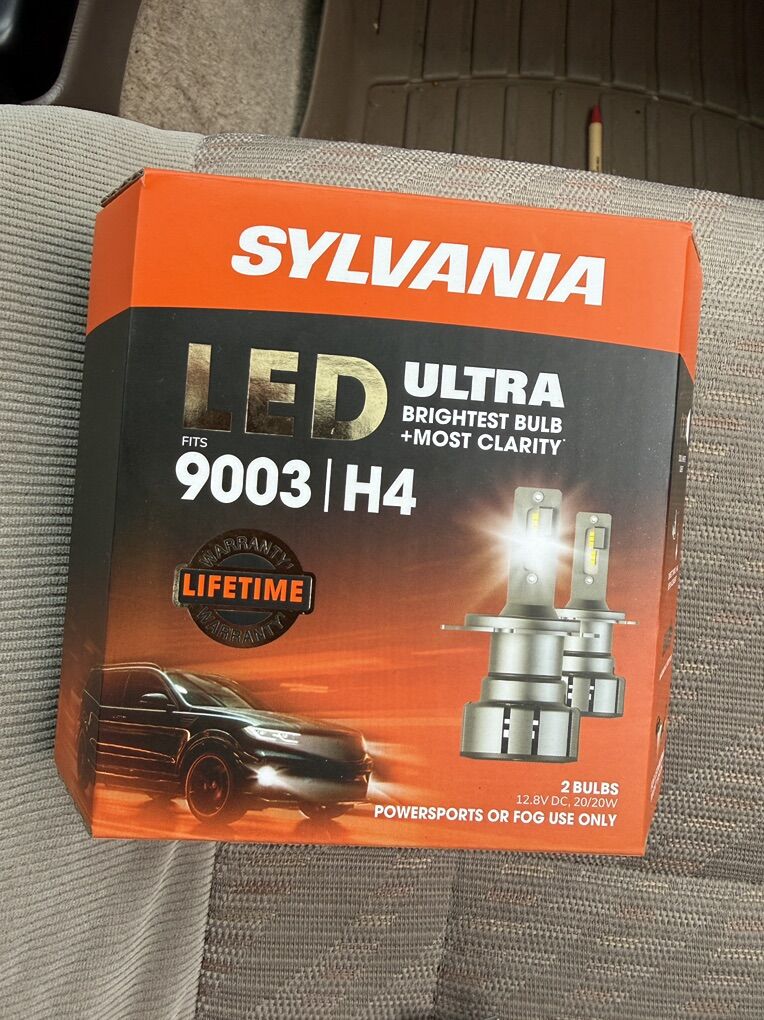 SYLVANIA
LED
ULTRA
BRIGHTEST BULB
+MOST CLARITY*
FITS
9003 | H4
WARRANTY†
LIFETIME
WARRANTY†
2 BULBS
12.8V DC, 20/20W
POWERSPORTS OR FOG USE ONLY